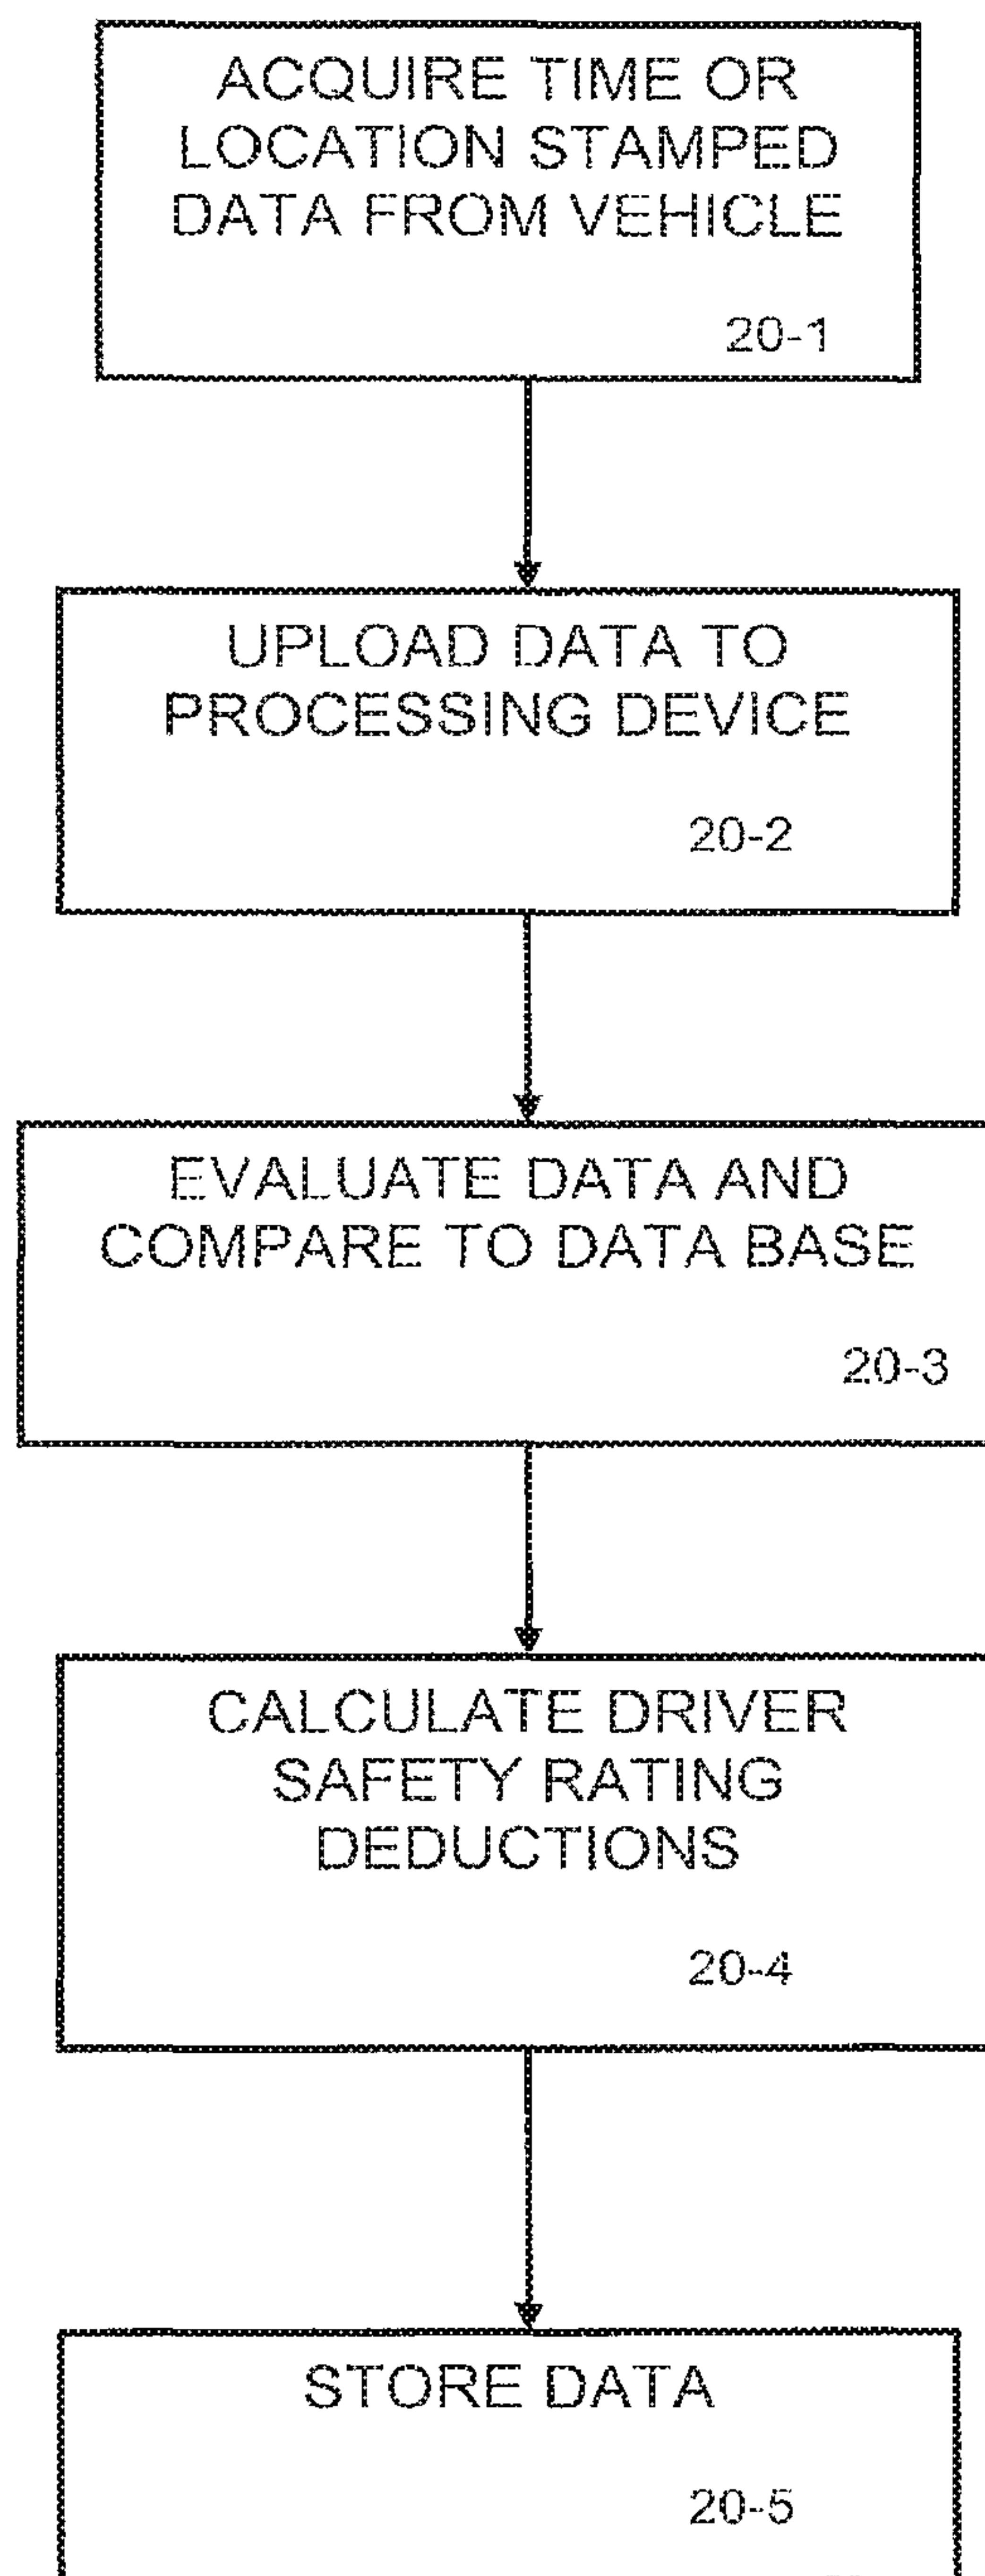 ACQUIRE TIME OR
LOCATION STAMPED
DATA FROM VEHICLE
20-1
UPLOAD DATA TO
PROCESSING DEVICE
20-2
EVALUATE DATA AND
COMPARE TO DATA BASE
20-3
CALCULATE DRIVER
SAFETY RATING
DEDUCTIONS
20-4
STORE DATA
20-5